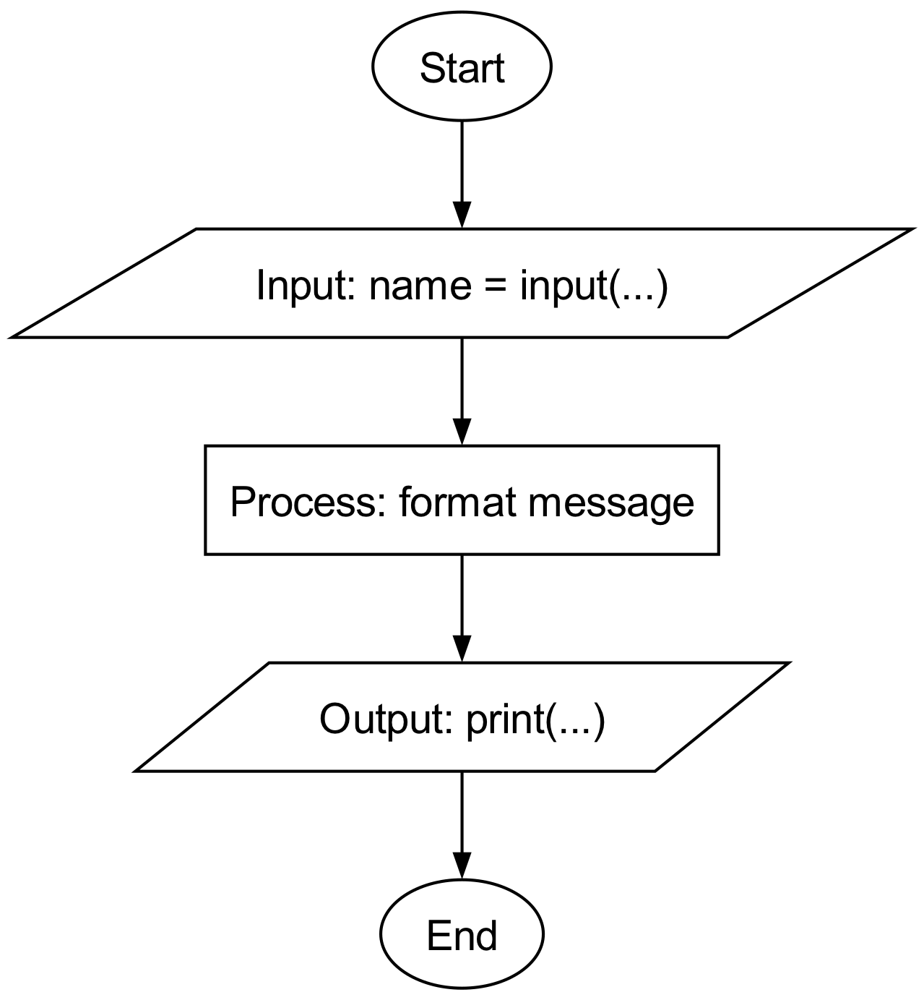 Start
Input: name = input(...)
Process: format message
Output: print(...)
End